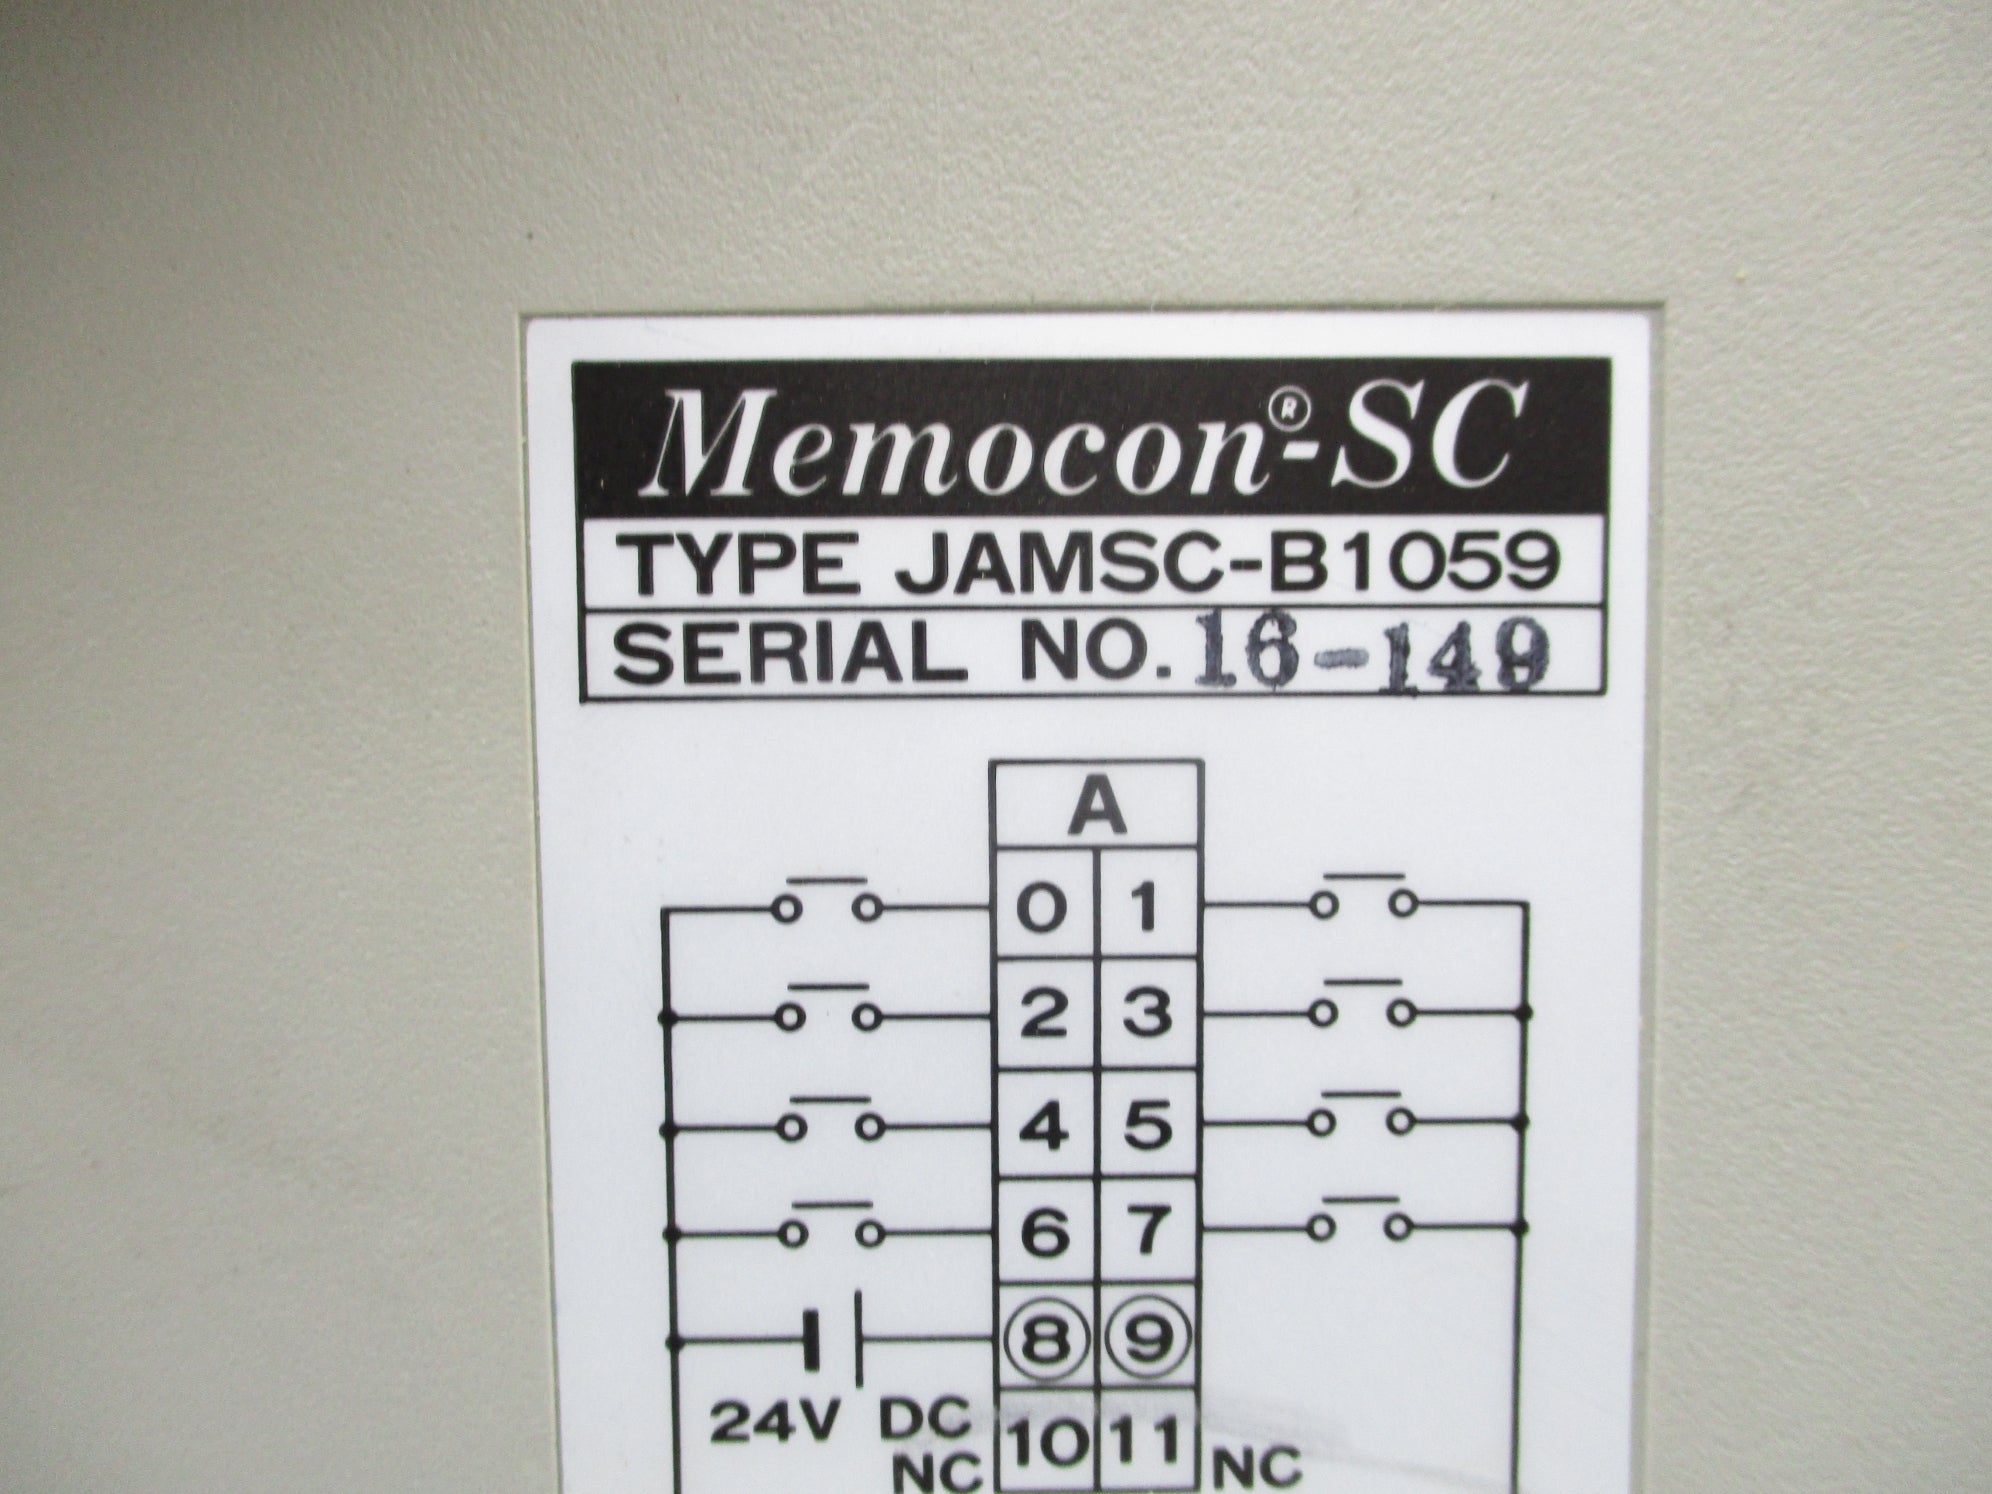 Memocon®-SC
TYPE JAMSC-B1059
SERIAL NO. 16-149
A
0 1
2 3
4 5
6 7
8 9
24V DC
NC 10 11 NC